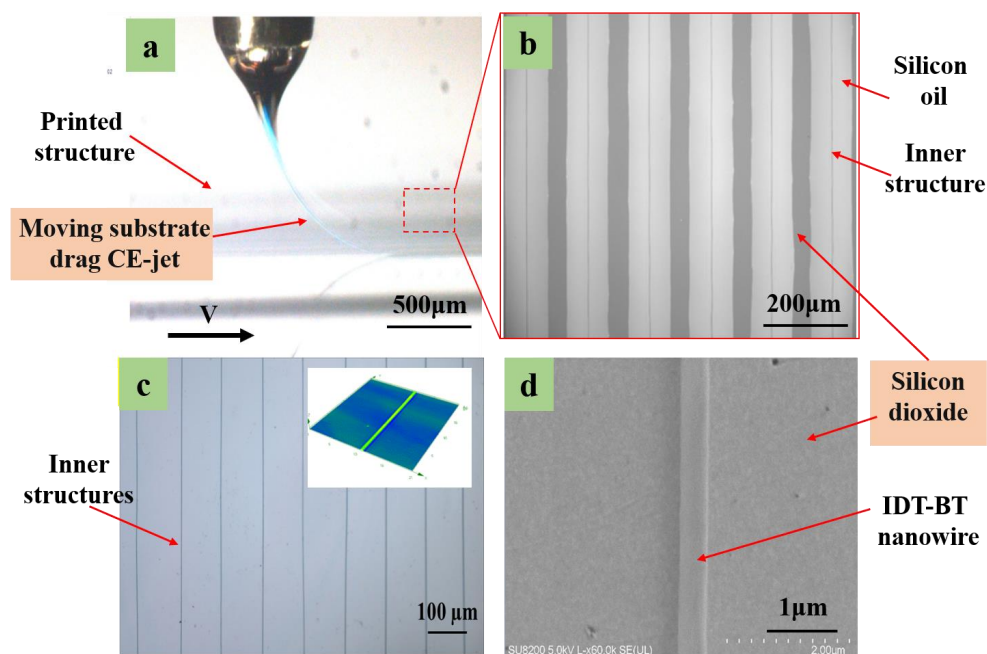 a
Printed
structure
Moving substrate
drag CE-jet
V
500μm
b
Silicon
oil
Inner
structure
200μm
c
Inner
structures
100 μm
d
Silicon
dioxide
IDT-BT
nanowire
1μm
SU8200 5.0kV L-x60.0k SE(UL)
2.00μm